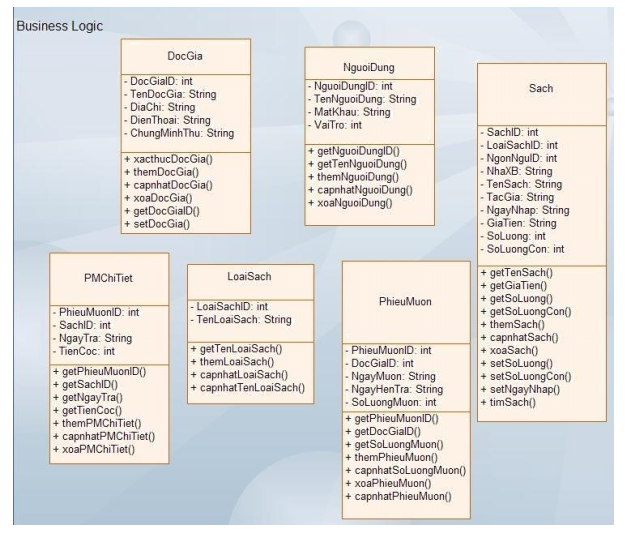 Business Logic
DocGia
- DocGiaID: int
- TenDocGia: String
- DiaChi: String
- DienThoai: String
- ChungMinhThu: String
+ xacthucDocGia()
+ themDocGia()
+ capnhatDocGia()
+ xoaDocGia()
+ getDocGiaID()
+ setDocGia()
NguoiDung
- NguoiDungID: int
- TenNguoiDung: String
- MatKhau: String
- VaiTro: int
+ getNguoiDungID()
+ getTenNguoiDung()
+ themNguoiDung()
+ capnhatNguoiDung()
+ xoaNguoiDung()
Sach
- SachID: int
- LoaiSachID: int
- NgonNguID: int
- NhaXB: String
- TenSach: String
- TacGia: String
- NgayNhap: String
- GiaTien: String
- SoLuong: int
- SoLuongCon: int
+ getTenSach()
+ getGiaTien()
+ getSoLuong()
+ getSoLuongCon()
+ themSach()
+ capnhatSach()
+ xoaSach()
+ setSoLuong()
+ setSoLuongCon()
+ setNgayNhap()
+ timSach()
PMChiTiet
- PhieuMuonID: int
- SachID: int
- NgayTra: String
- TienCoc: int
+ getPhieuMuonID()
+ getSachID()
+ getNgayTra()
+ getTienCoc()
+ themPMChiTiet()
+ capnhatPMChiTiet()
+ xoaPMChiTiet()
LoaiSach
- LoaiSachID: int
- TenLoaiSach: String
+ getTenLoaiSach()
+ themLoaiSach()
+ capnhatLoaiSach()
+ capnhatTenLoaiSach()
PhieuMuon
- PhieuMuonID: int
- DocGiaID: int
- NgayMuon: String
- NgayHenTra: String
- SoLuongMuon: int
+ getPhieuMuonID()
+ getDocGiaID()
+ getSoLuongMuon()
+ themPhieuMuon()
+ capnhatSoLuongMuon()
+ xoaPhieuMuon()
+ capnhatPhieuMuon()